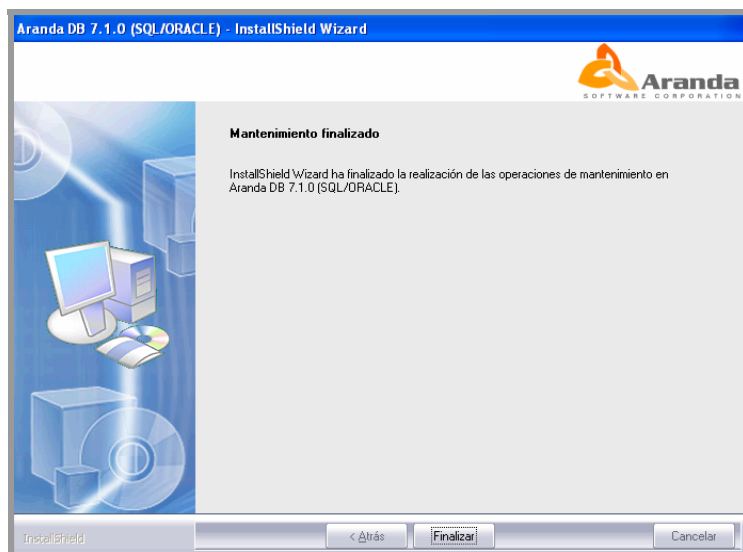 Aranda DB 7.1.0 (SQL/ORACLE) - InstallShield Wizard
Aranda
SOFTWARE CORPORATION
Mantenimiento finalizado
InstallShield Wizard ha finalizado la realización de las operaciones de mantenimiento en
Aranda DB 7.1.0 (SQL/ORACLE).
InstallShield
< Atrás
Finalizar
Cancelar